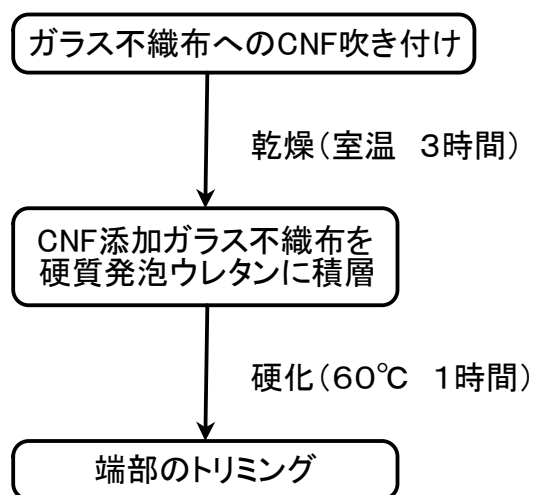 ガラス不織布へのCNF吹き付け
乾燥（室温　３時間）
CNF添加ガラス不織布を
硬質発泡ウレタンに積層
硬化（６０℃　１時間）
端部のトリミング